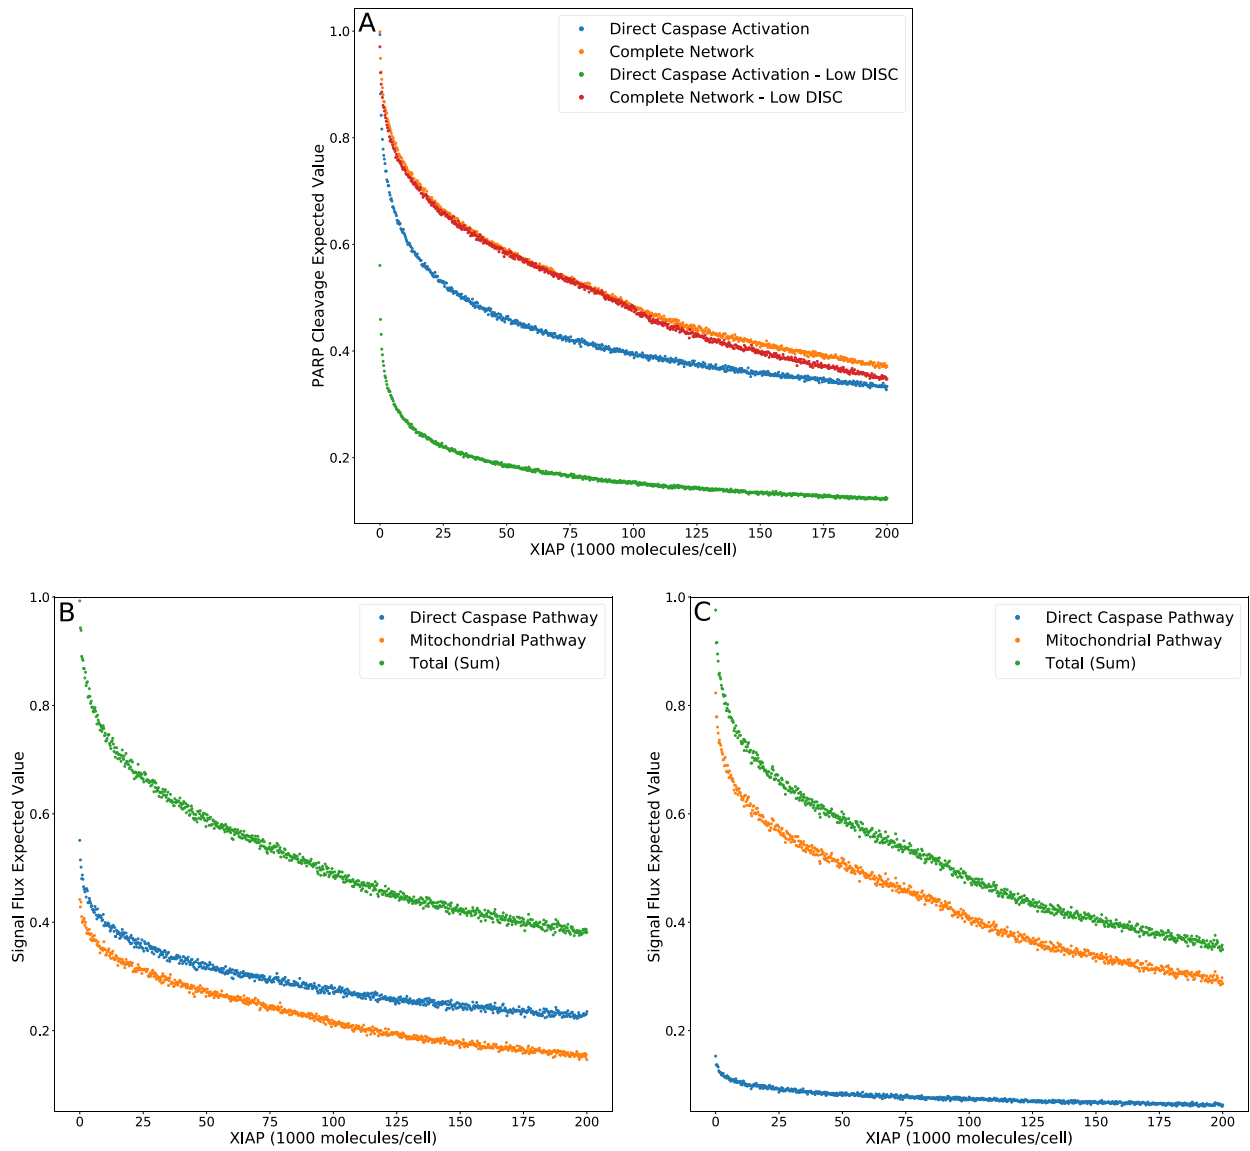 A
Direct Caspase Activation
Complete Network
Direct Caspase Activation - Low DISC
Complete Network - Low DISC
PARP Cleavage Expected Value
1.0
0.8
0.6
0.4
0.2
0 25 50 75 100 125 150 175 200
XIAP (1000 molecules/cell)
B
Direct Caspase Pathway
Mitochondrial Pathway
Total (Sum)
Signal Flux Expected Value
1.0
0.8
0.6
0.4
0.2
0 25 50 75 100 125 150 175 200
XIAP (1000 molecules/cell)
C
Direct Caspase Pathway
Mitochondrial Pathway
Total (Sum)
Signal Flux Expected Value
1.0
0.8
0.6
0.4
0.2
0 25 50 75 100 125 150 175 200
XIAP (1000 molecules/cell)